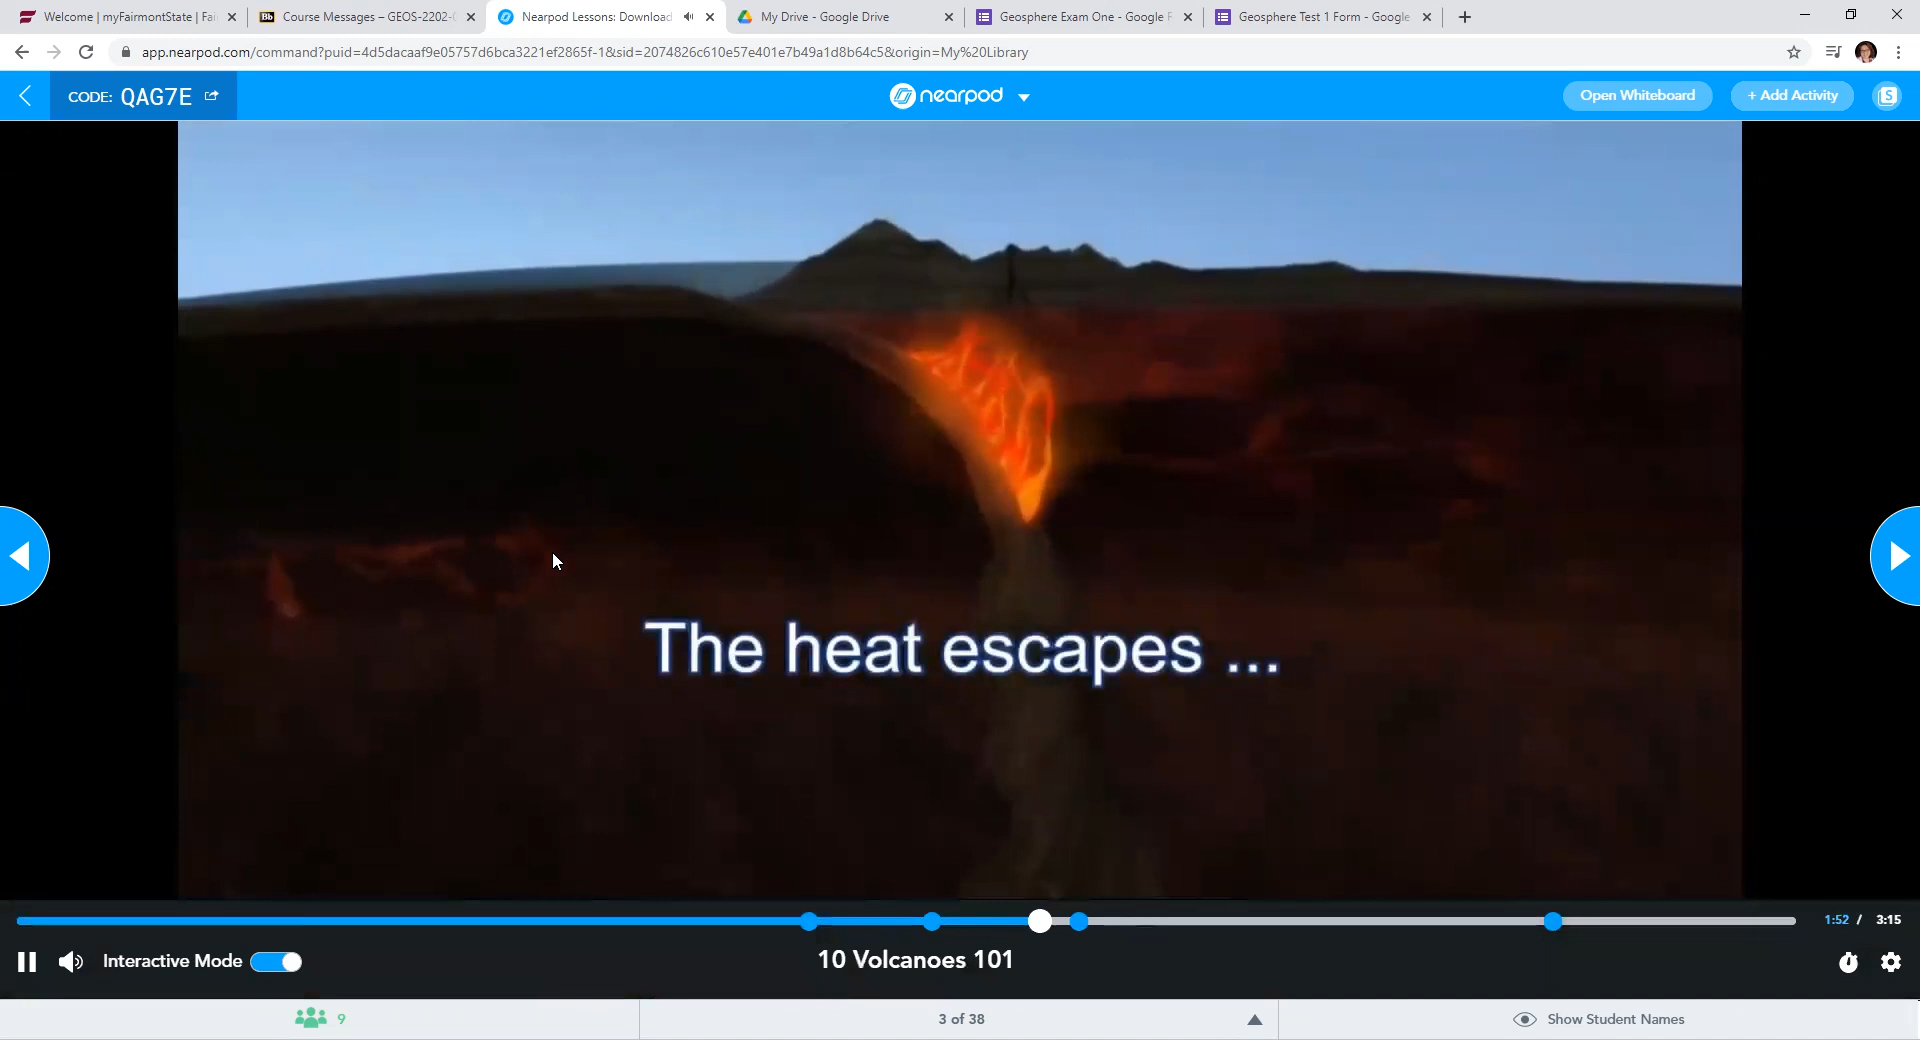 Welcome | myFairmontState | Fai
Bb Course Messages – GEOS-2202-0
Nearpod Lessons: Download
My Drive - Google Drive
Geosphere Exam One - Google F
Geosphere Test 1 Form - Google
app.nearpod.com/command?puid=4d5dacaaf9e05757d6bca3221ef2865f-1&sid=2074826c610e57e401e7b49a1d8b64c5&origin=My%20Library
CODE: QAG7E
nearpod
Open Whiteboard
+ Add Activity
S
The heat escapes ...
1:52 / 3:15
Interactive Mode
10 Volcanoes 101
9
3 of 38
Show Student Names